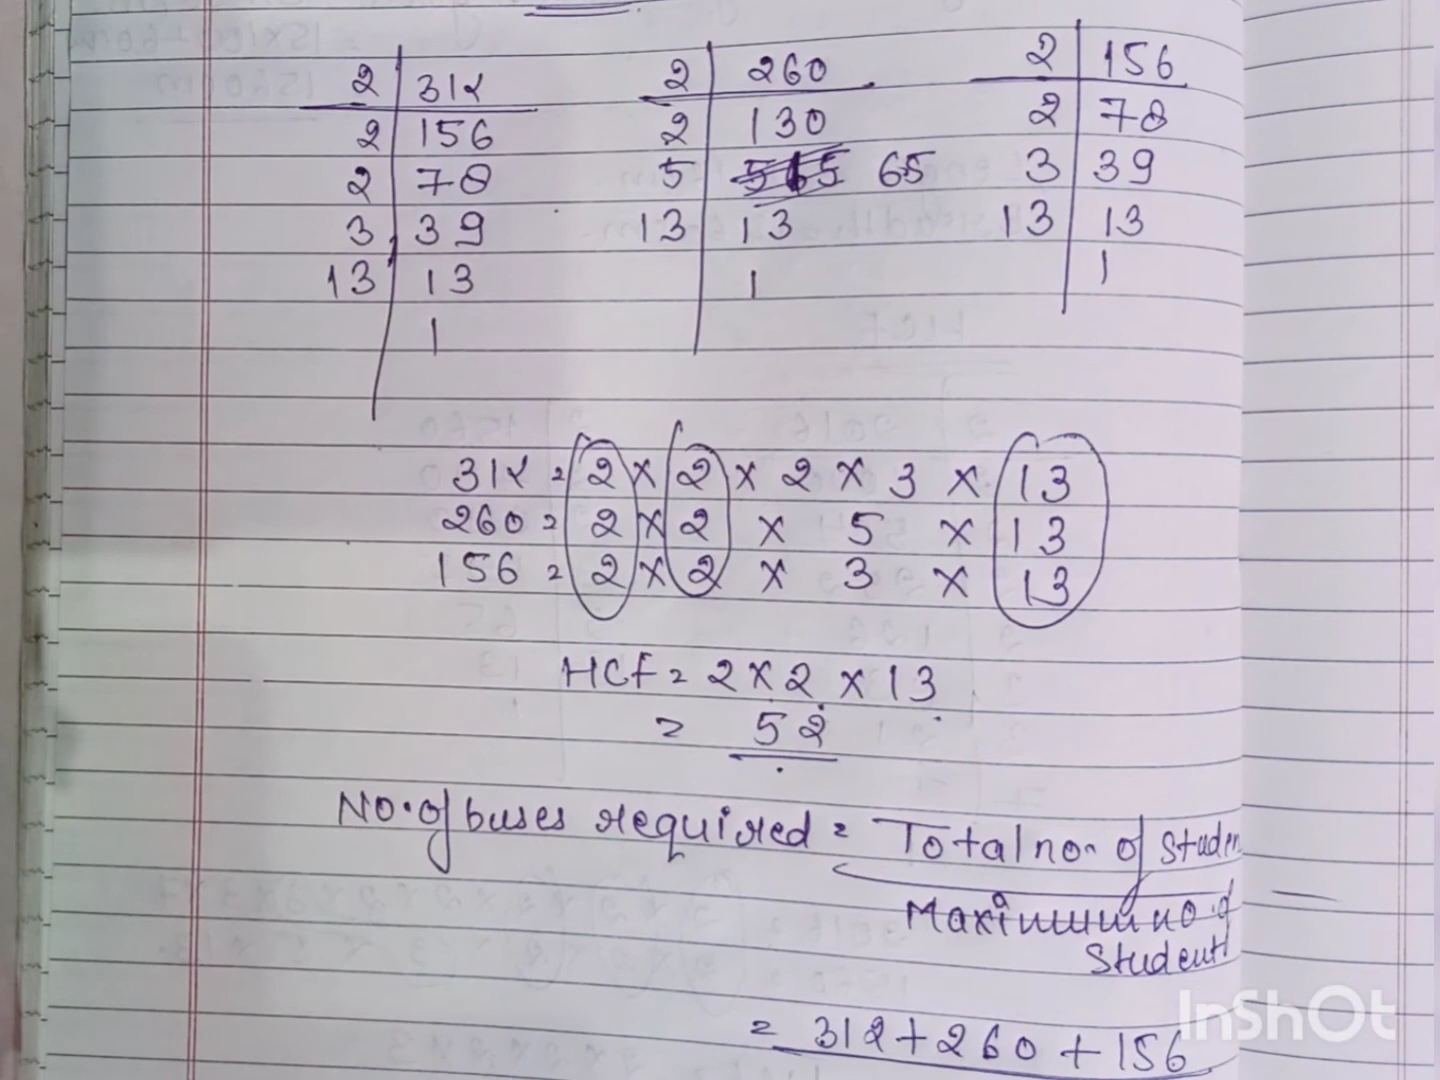 2 | 312
2 | 156
2 | 78
3 | 39
13 | 13
1
2 | 260
2 | 130
5 | 65
13 | 13
1
2 | 156
2 | 78
3 | 39
13 | 13
1
312 = 2 × 2 × 2 × 3 × 13
260 = 2 × 2 × 5 × 13
156 = 2 × 2 × 3 × 13
HCF = 2 × 2 × 13
= 52
No. of buses required = Total no. of Studen
Maximum no. of
Student
= 312 + 260 + 156
InShOt